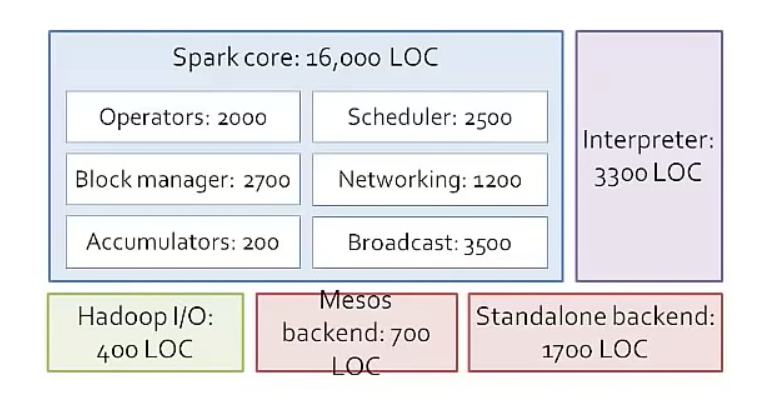 Spark core: 16,000 LOC
Operators: 2000
Scheduler: 2500
Block manager: 2700
Networking: 1200
Accumulators: 200
Broadcast: 3500
Interpreter:
3300 LOC
Hadoop I/O:
400 LOC
Mesos
backend: 700
LOC
Standalone backend:
1700 LOC